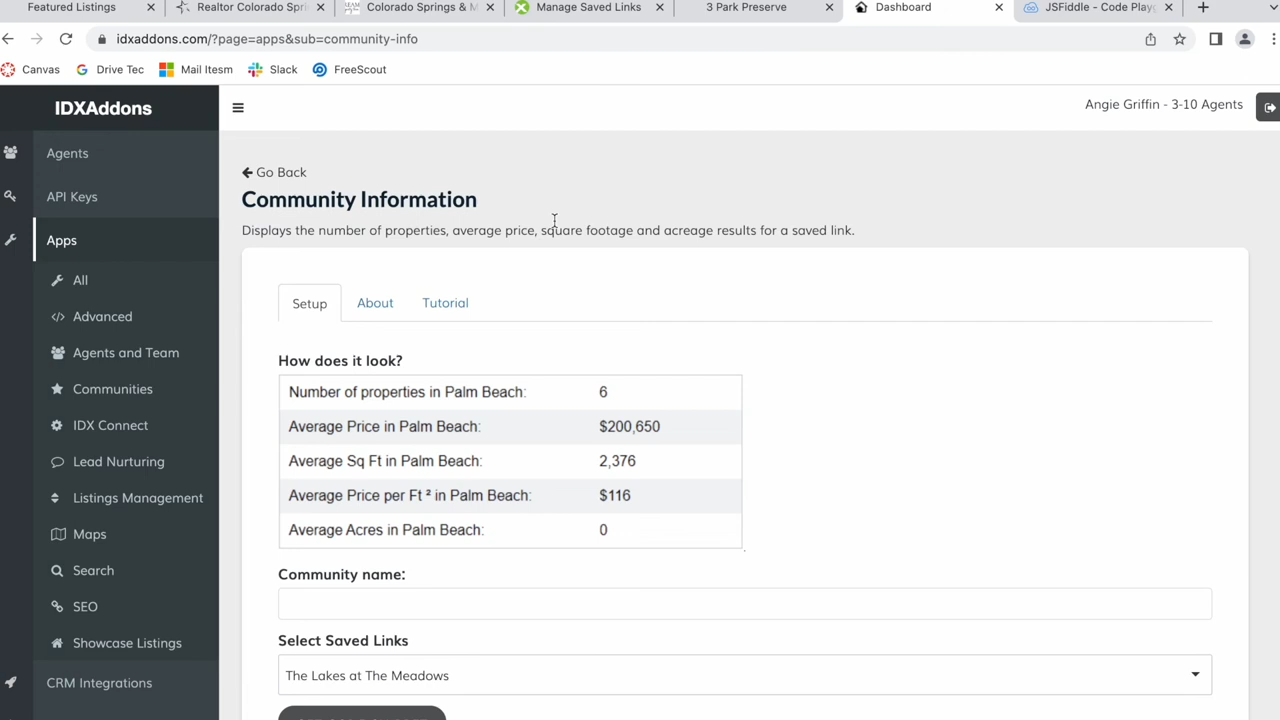 Featured Listings
Realtor Colorado Spri
Colorado Springs & M
Manage Saved Links
3 Park Preserve
Dashboard
JSFiddle - Code Play
idxaddons.com/?page=apps&sub=community-info
Canvas
Drive Tec
Mail Itesm
Slack
FreeScout
IDXAddons
Angie Griffin - 3-10 Agents
Agents
API Keys
Apps
All
Advanced
Agents and Team
Communities
IDX Connect
Lead Nurturing
Listings Management
Maps
Search
SEO
Showcase Listings
CRM Integrations
Go Back
Community Information
Displays the number of properties, average price, square footage and acreage results for a saved link.
Setup
About
Tutorial
How does it look?
Number of properties in Palm Beach: 6
Average Price in Palm Beach: $200,650
Average Sq Ft in Palm Beach: 2,376
Average Price per Ft ² in Palm Beach: $116
Average Acres in Palm Beach: 0
Community name:
Select Saved Links
The Lakes at The Meadows